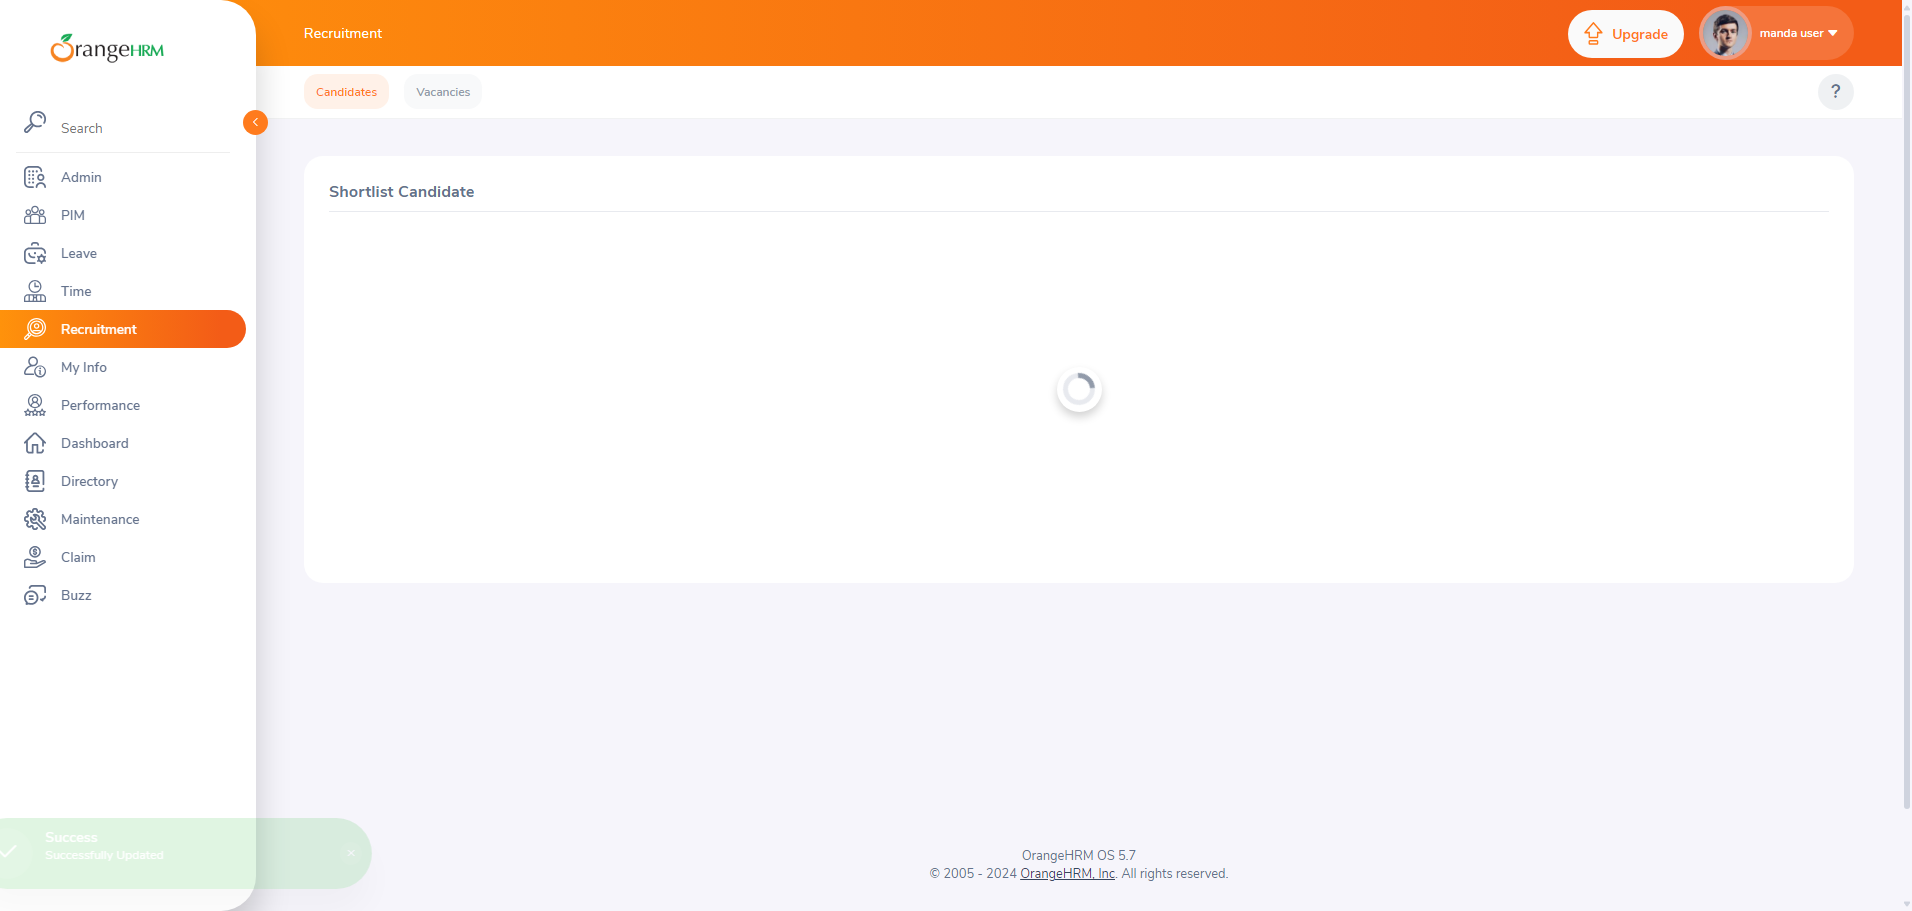 OrangeHRM
Search
Admin
PIM
Leave
Time
Recruitment
My Info
Performance
Dashboard
Directory
Maintenance
Claim
Buzz
Recruitment
Upgrade
manda user
Candidates
Vacancies
?
Shortlist Candidate
Success
Successfully Updated
OrangeHRM OS 5.7
© 2005 - 2024 OrangeHRM, Inc. All rights reserved.